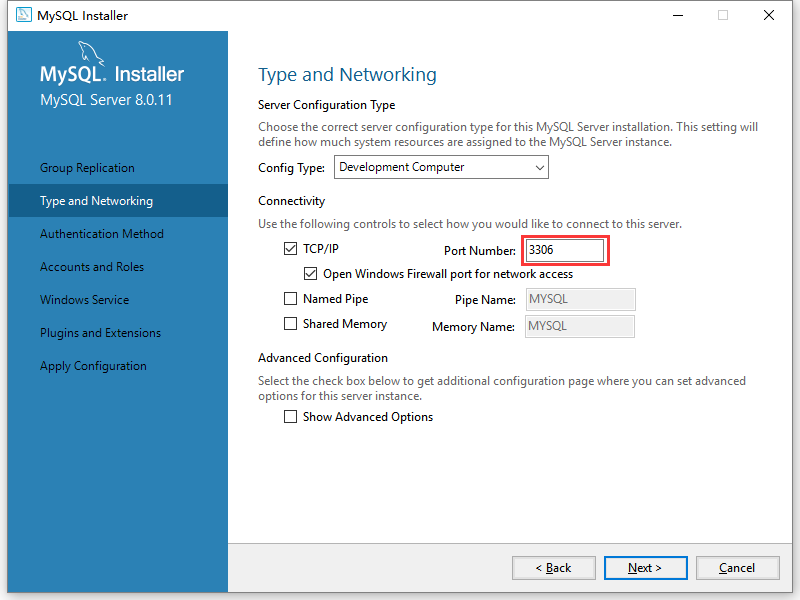 MySQL Installer
MySQL. Installer
MySQL Server 8.0.11
Group Replication
Type and Networking
Authentication Method
Accounts and Roles
Windows Service
Plugins and Extensions
Apply Configuration
Type and Networking
Server Configuration Type
Choose the correct server configuration type for this MySQL Server installation. This setting will
define how much system resources are assigned to the MySQL Server instance.
Config Type: Development Computer
Connectivity
Use the following controls to select how you would like to connect to this server.
TCP/IP Port Number: 3306
Open Windows Firewall port for network access
Named Pipe Pipe Name: MYSQL
Shared Memory Memory Name: MYSQL
Advanced Configuration
Select the check box below to get additional configuration page where you can set advanced
options for this server instance.
Show Advanced Options
< Back Next > Cancel